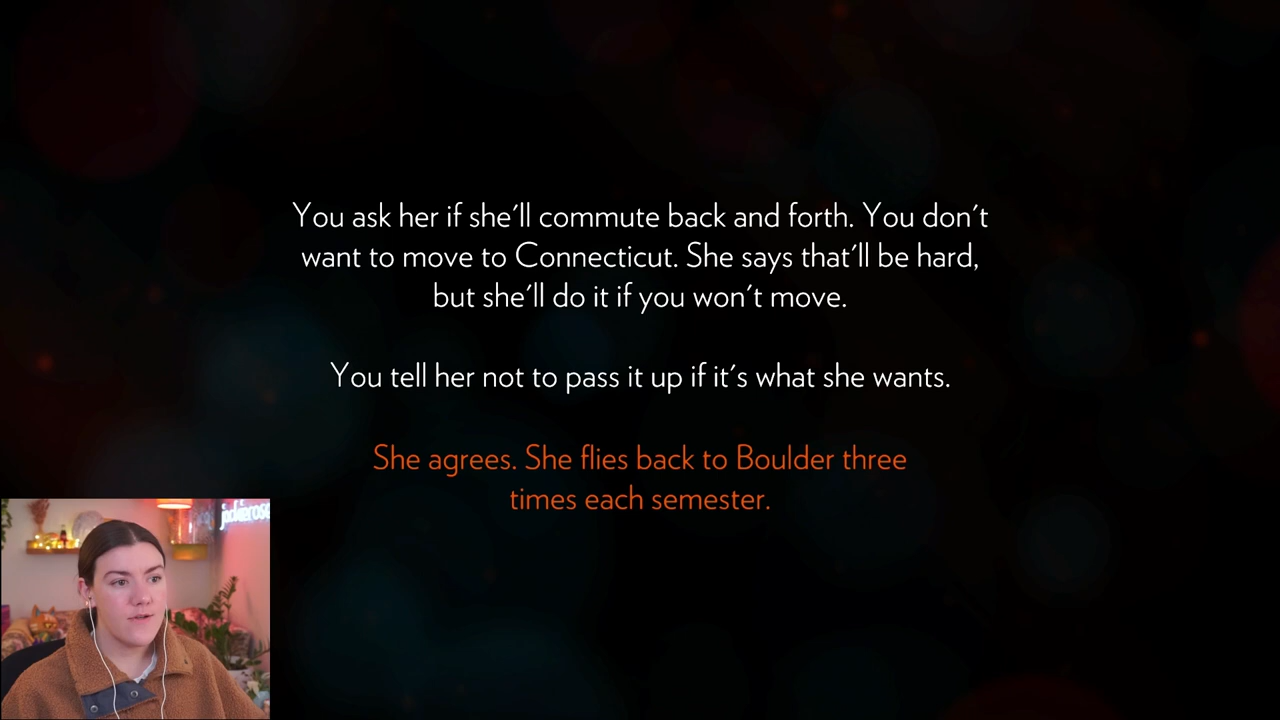 You ask her if she'll commute back and forth. You don't
want to move to Connecticut. She says that'll be hard,
but she'll do it if you won't move.
You tell her not to pass it up if it's what she wants.
She agrees. She flies back to Boulder three
times each semester.